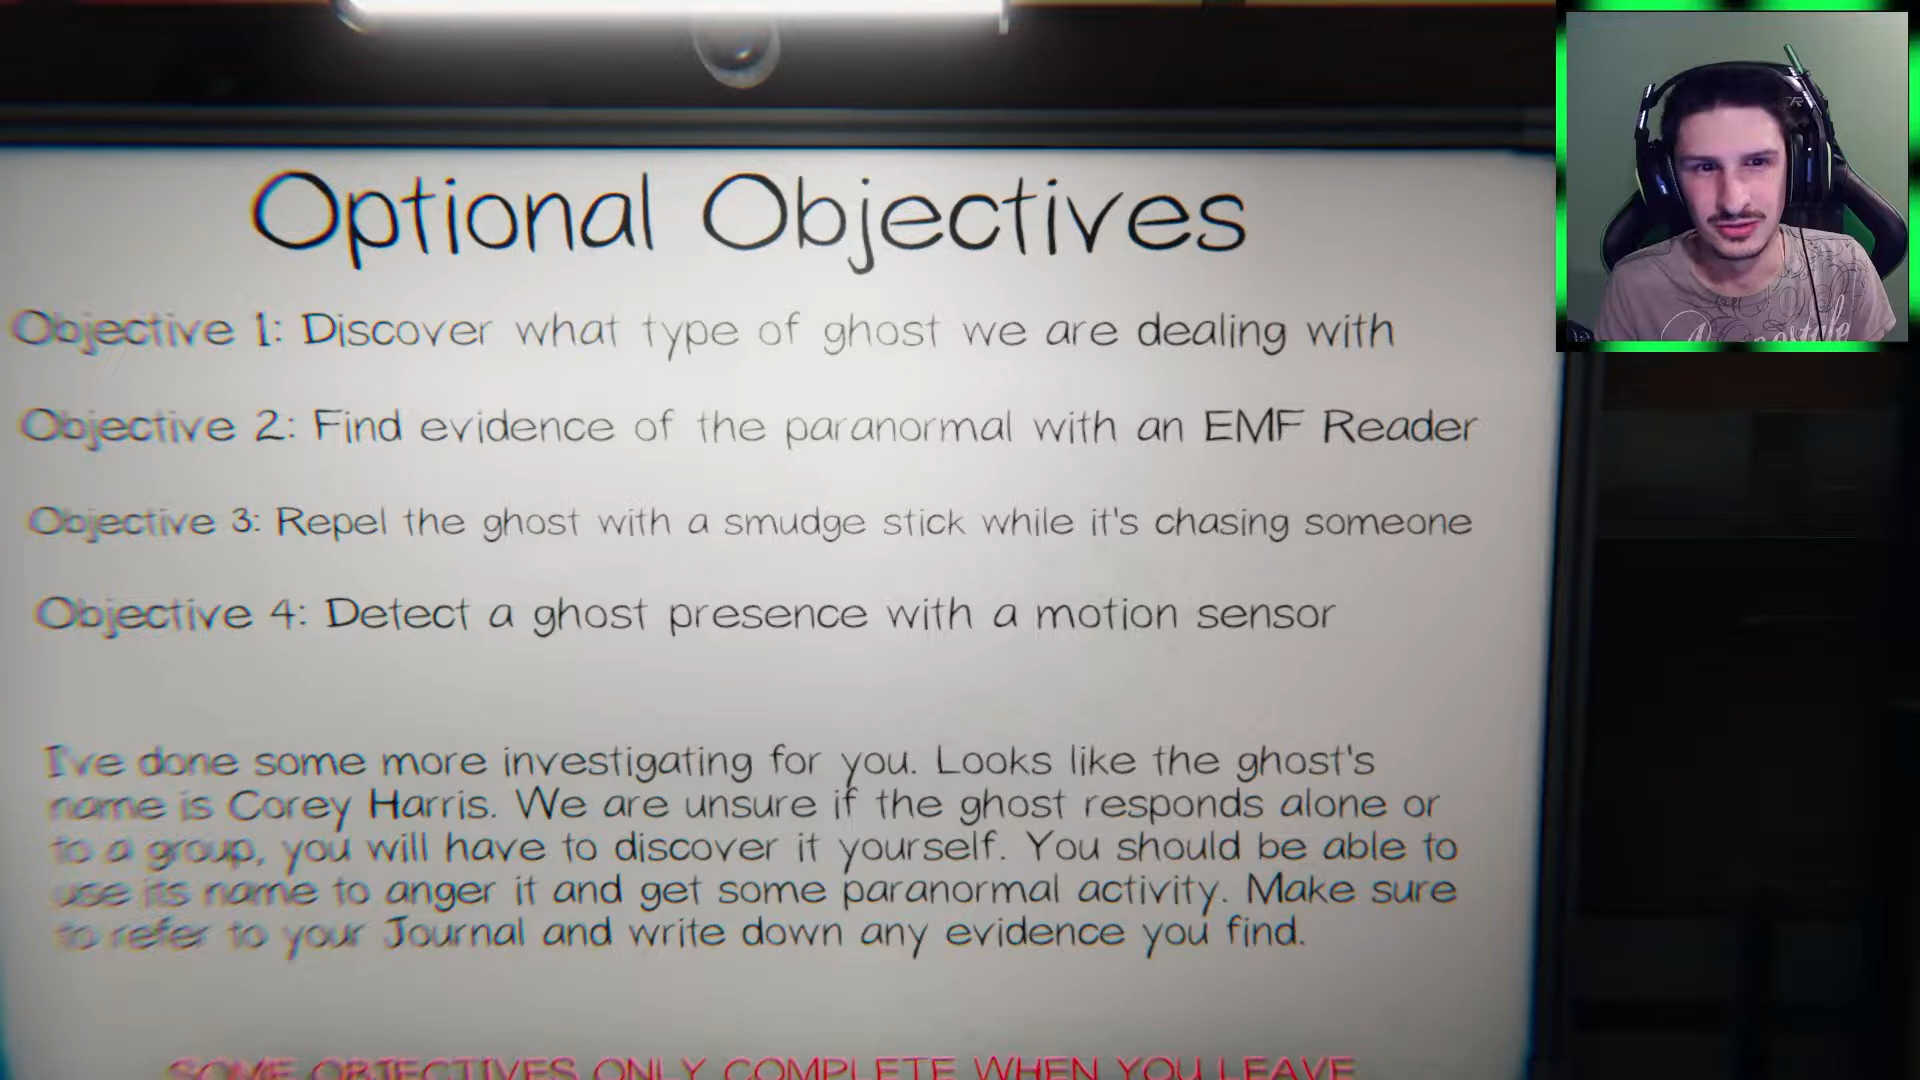 Optional Objectives
Objective 1: Discover what type of ghost we are dealing with
Objective 2: Find evidence of the paranormal with an EMF Reader
Objective 3: Repel the ghost with a smudge stick while it's chasing someone
Objective 4: Detect a ghost presence with a motion sensor
I've done some more investigating for you. Looks like the ghost's
name is Corey Harris. We are unsure if the ghost responds alone or
to a group, you will have to discover it yourself. You should be able to
use its name to anger it and get some paranormal activity. Make sure
to refer to your Journal and write down any evidence you find.
SOME OBJECTIVES ONLY COMPLETE WHEN YOU LEAVE